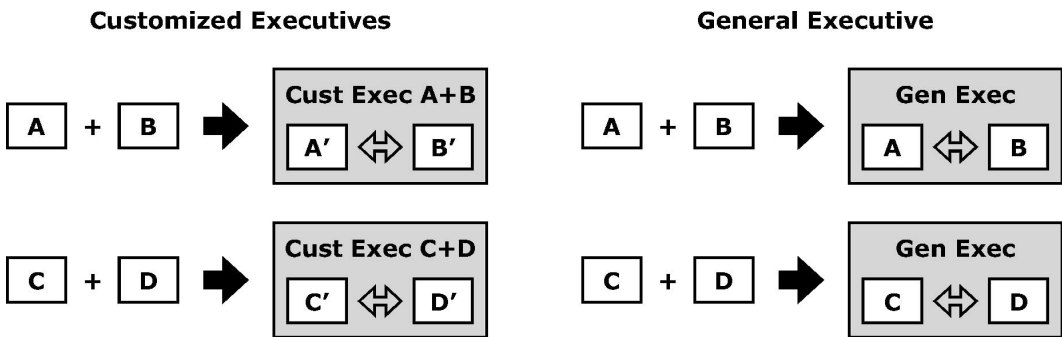 Customized Executives
General Executive
A + B
Cust Exec A+B
A′ B′
A + B
Gen Exec
A B
C + D
Cust Exec C+D
C′ D′
C + D
Gen Exec
C D